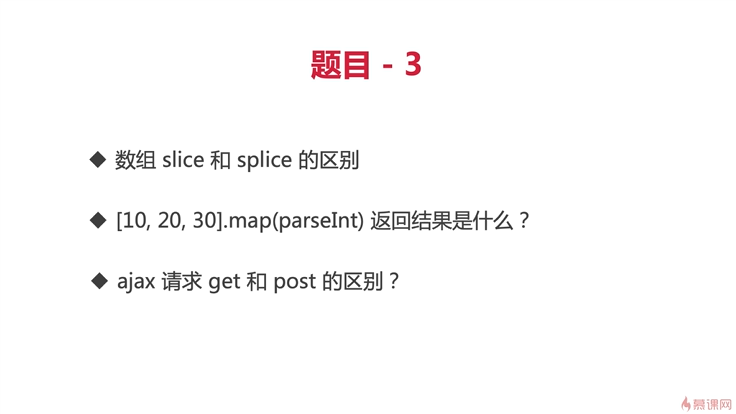 题目 - 3
◆ 数组 slice 和 splice 的区别
◆ [10, 20, 30].map(parseInt) 返回结果是什么？
◆ ajax 请求 get 和 post 的区别？
慕课网